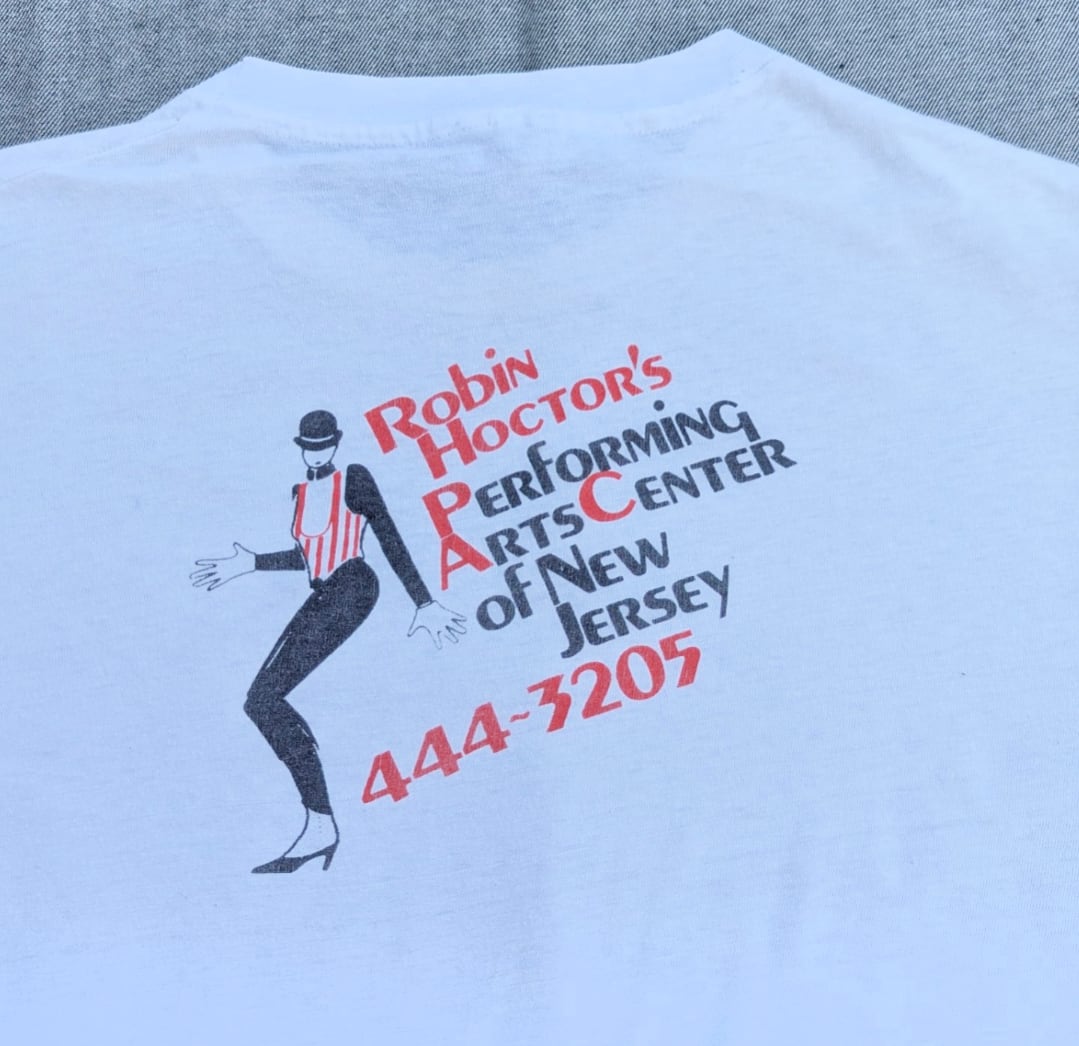 Robin
Hoctor's
Performing
Arts Center
of New
Jersey
444~3205